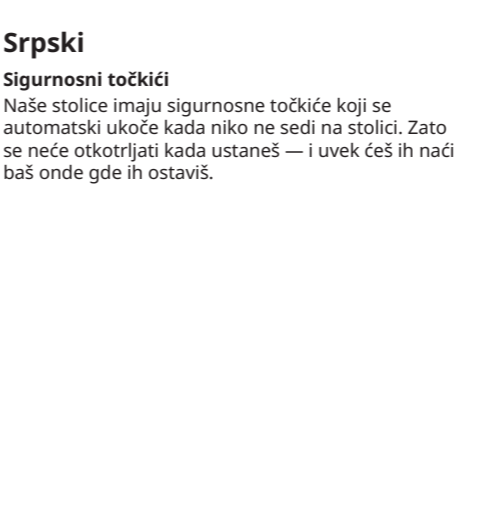 Srpski
Sigurnosni točkići
Naše stolice imaju sigurnosne točkiće koji se
automatski ukoče kada niko ne sedi na stolici. Zato
se neće otkotrljati kada ustaneš — i uvek ćeš ih naći
baš onde gde ih ostaviš.